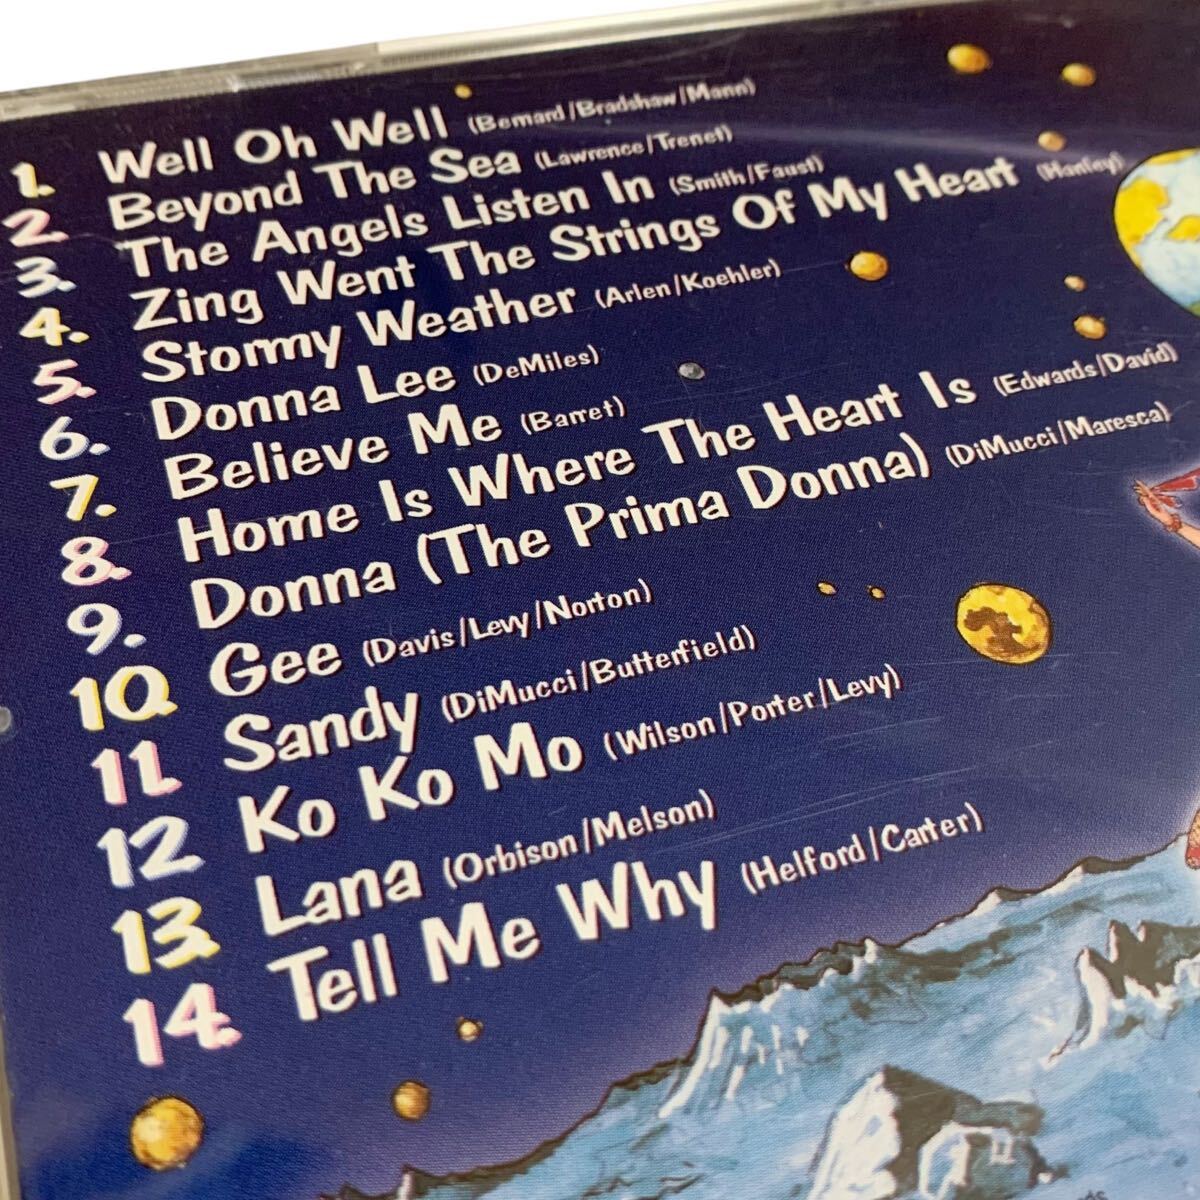 1. Well Oh Well (Bernard/Bradshaw/Mann)
2. Beyond The Sea (Lawrence/Trenet)
3. The Angels Listen In (Smith/Faust)
4. Zing Went The Strings Of My Heart (Hanley)
5. Stormy Weather (Arlen/Koehler)
6. Donna Lee (DeMiles)
7. Believe Me (Barret)
8. Home Is Where The Heart Is (Edwards/David)
9. Donna (The Prima Donna) (DiMucci/Maresca)
10. Gee (Davis/Levy/Norton)
11. Sandy (DiMucci/Butterfield)
12. Ko Ko Mo (Wilson/Porter/Levy)
13. Lana (Orbison/Melson)
14. Tell Me Why (Helford/Carter)